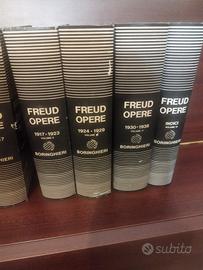 FREUD
OPERE
1917-1923
BORINGHIERI
FREUD
OPERE
1924-1929
BORINGHIERI
FREUD
OPERE
1930-1938
BORINGHIERI
FREUD
OPERE
INDICI
BORINGHIERI
subito